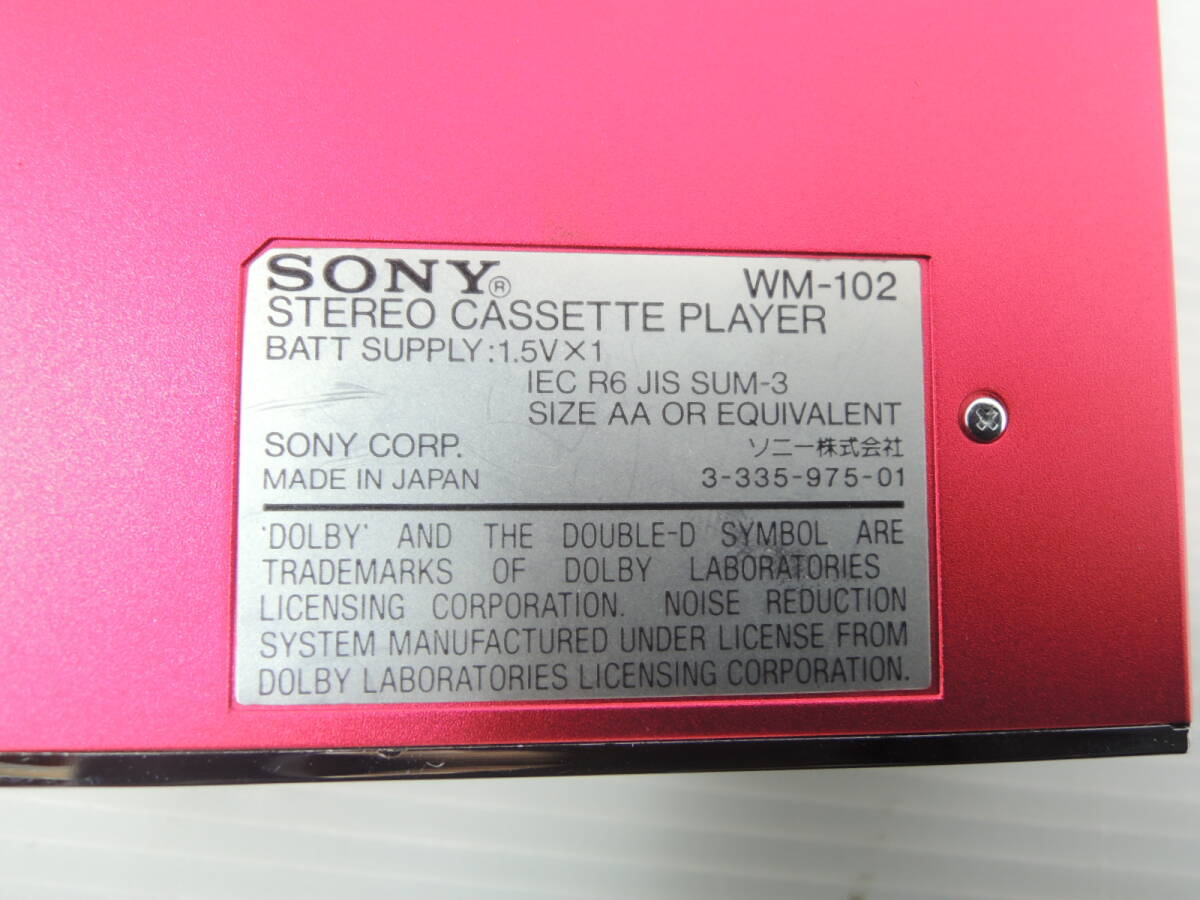 SONY® WM-102
STEREO CASSETTE PLAYER
BATT SUPPLY:1.5V×1
IEC R6 JIS SUM-3
SIZE AA OR EQUIVALENT
SONY CORP. ソニー株式会社
MADE IN JAPAN 3-335-975-01
'DOLBY' AND THE DOUBLE-D SYMBOL ARE
TRADEMARKS OF DOLBY LABORATORIES
LICENSING CORPORATION. NOISE REDUCTION
SYSTEM MANUFACTURED UNDER LICENSE FROM
DOLBY LABORATORIES LICENSING CORPORATION.